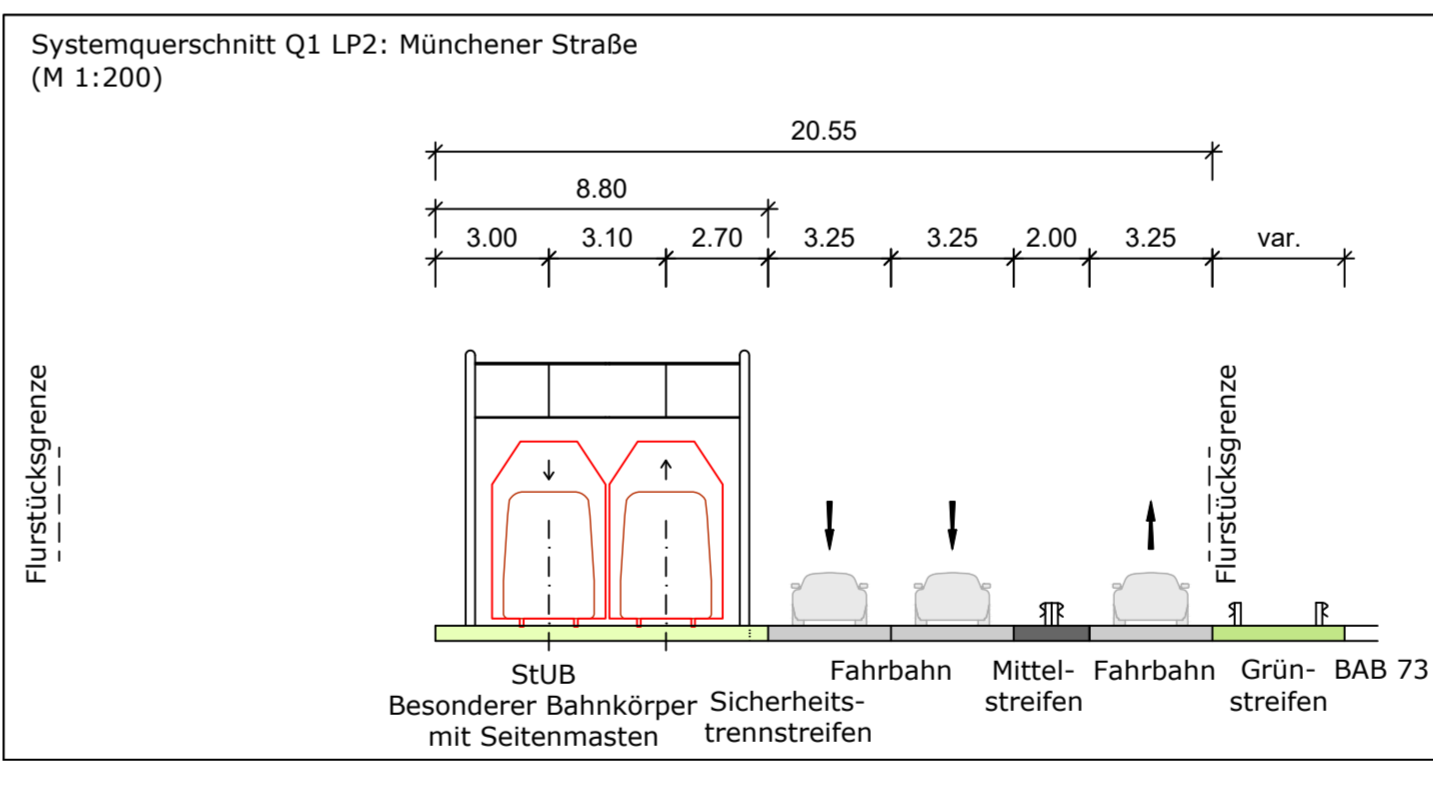 Systemquerschnitt Q1 LP2: Münchener Straße
(M 1:200)
20.55
8.80
3.00 3.10 2.70 3.25 3.25 2.00 3.25 var.
Flurstücksgrenze
Flurstücksgrenze
StUB
Besonderer Bahnkörper
mit Seitenmasten
Sicherheits-
trennstreifen
Fahrbahn
Mittel-
streifen
Fahrbahn
Grün-
streifen
BAB 73